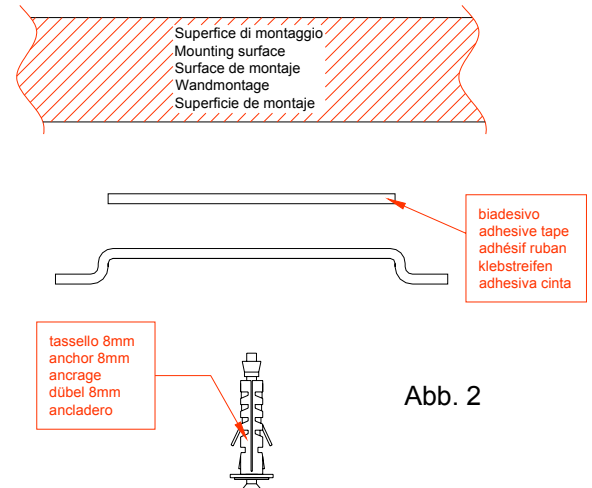 Superfice di montaggio
Mounting surface
Surface de montaje
Wandmontage
Superficie de montaje
biadesivo
adhesive tape
adhésif ruban
klebstreifen
adhesiva cinta
tassello 8mm
anchor 8mm
ancrage
dübel 8mm
ancladero
Abb. 2